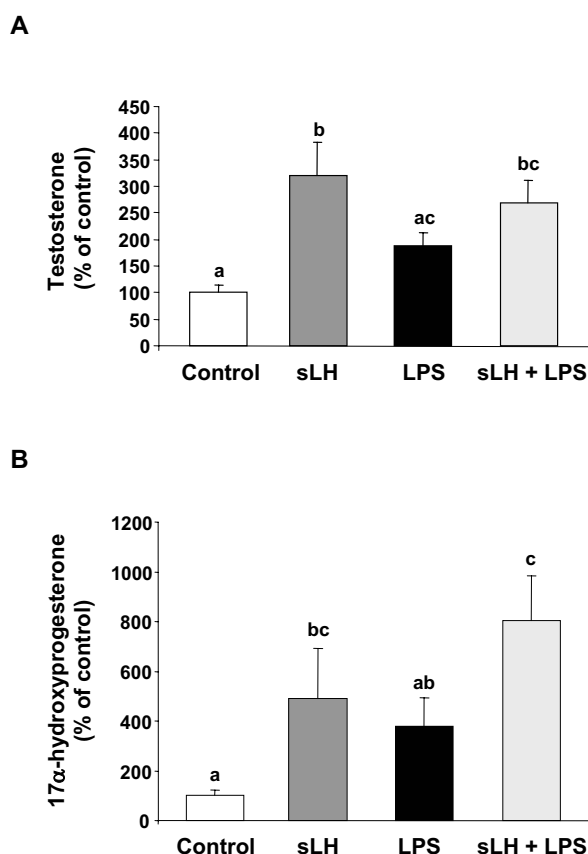 A
Testosterone
(% of control)
450
400
350
300
250
200
150
100
50
0
a
b
ac
bc
Control sLH LPS sLH + LPS
B
17α-hydroxyprogesterone
(% of control)
1200
1000
800
600
400
200
0
a
bc
ab
c
Control sLH LPS sLH + LPS